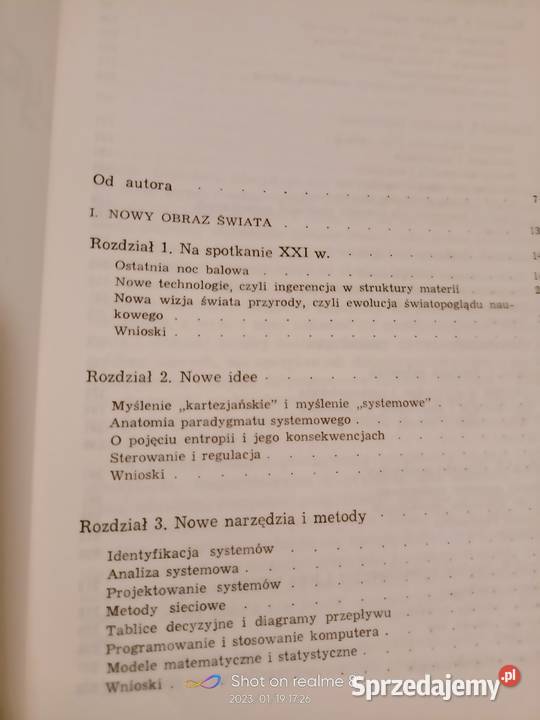 Od autora . . . . . . . . . . 7
I. NOWY OBRAZ ŚWIATA . . . . . . . . 13
Rozdział 1. Na spotkanie XXI w. . . . . . .
Ostatnia noc balowa . . . . . . . .
Nowe technologie, czyli ingerencja w struktury materii
Nowa wizja świata przyrody, czyli ewolucja światopoglądu nau-
kowego . . . . . . . . . .
Wnioski . . . . . . . . . .
Rozdział 2. Nowe idee . . . . . . . .
Myślenie „kartezjańskie” i myślenie „systemowe” . .
Anatomia paradygmatu systemowego . . . . .
O pojęciu entropii i jego konsekwencjach . . . .
Sterowanie i regulacja . . . . . . .
Wnioski . . . . . . . . . .
Rozdział 3. Nowe narzędzia i metody . . . .
Identyfikacja systemów . . . . . .
Analiza systemowa . . . . . . .
Projektowanie systemów . . . . . .
Metody sieciowe . . . . . . . .
Tablice decyzyjne i diagramy przepływu . . .
Programowanie i stosowanie komputera . . .
Modele matematyczne i statystyczne . . . .
Wnioski . . . . . . . . .
Shot on realme 8
2023. 01. 19. 17:26
Sprzedajemy.pl